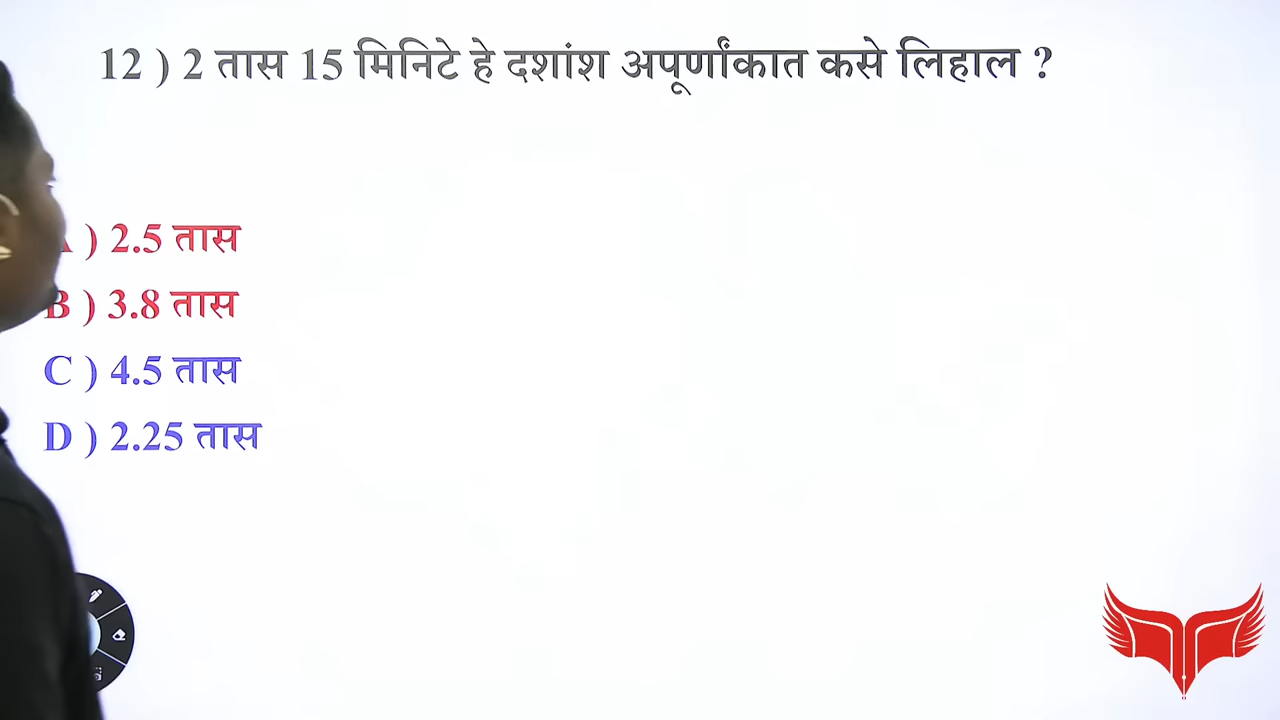 12 ) 2 तास 15 मिनिटे हे दशांश अपूर्णांकात कसे लिहाल ?
A ) 2.5 तास
B ) 3.8 तास
C ) 4.5 तास
D ) 2.25 तास